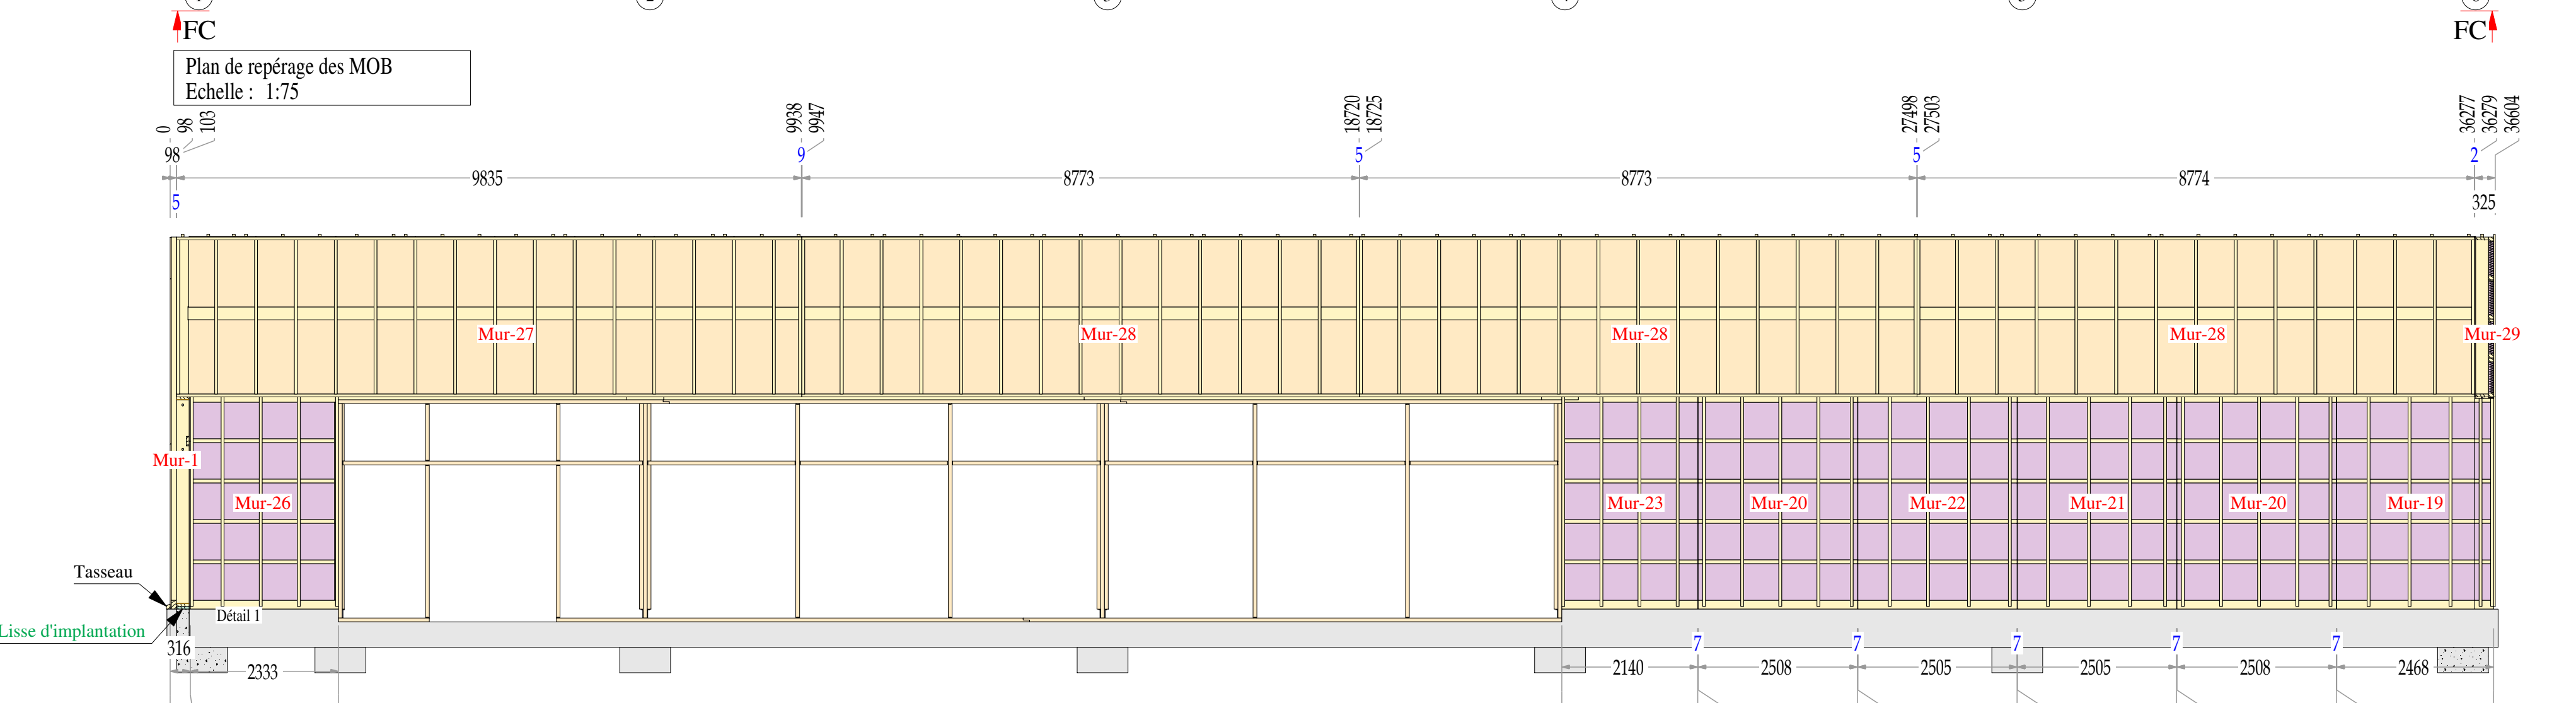 FC
FC
Plan de repérage des MOB
Echelle : 1:75
0
98
103
9938
9947
18720
18725
27498
27503
36277
36279
36604
98
9
5
5
2
9835
8773
8773
8774
5
325
Mur-27
Mur-28
Mur-28
Mur-28
Mur-29
Mur-1
Mur-26
Mur-23
Mur-20
Mur-22
Mur-21
Mur-20
Mur-19
Tasseau
Détail 1
Lisse d'implantation
316
7
7
7
7
7
2333
2140
2508
2505
2505
2508
2468